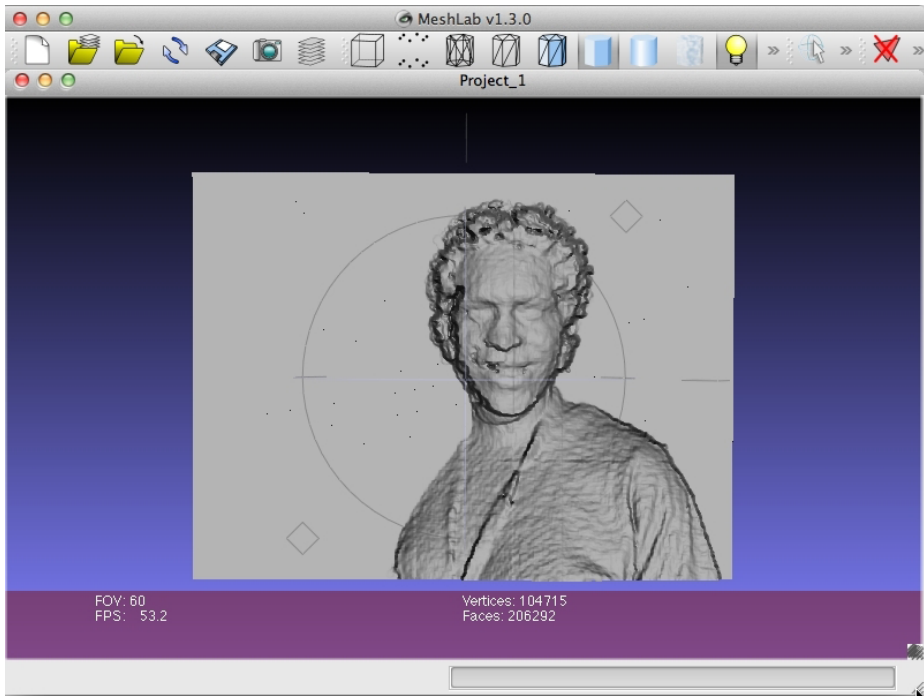 MeshLab v1.3.0
Project_1
FOV: 60
FPS: 53.2
Vertices: 104715
Faces: 206292